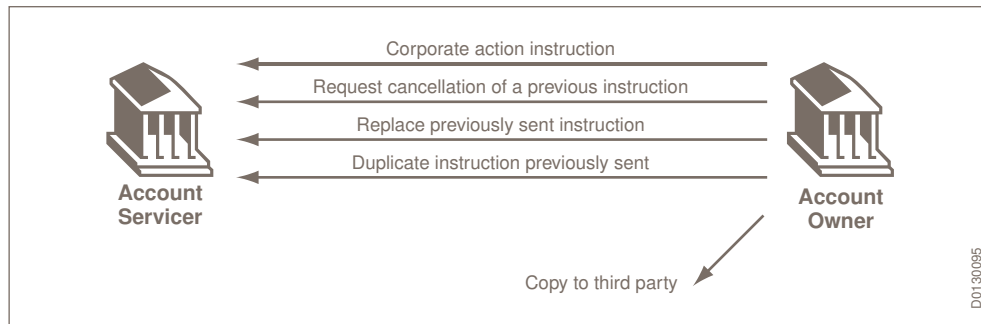 Corporate action instruction
Request cancellation of a previous instruction
Replace previously sent instruction
Duplicate instruction previously sent
Account
Servicer
Account
Owner
Copy to third party
D0130095